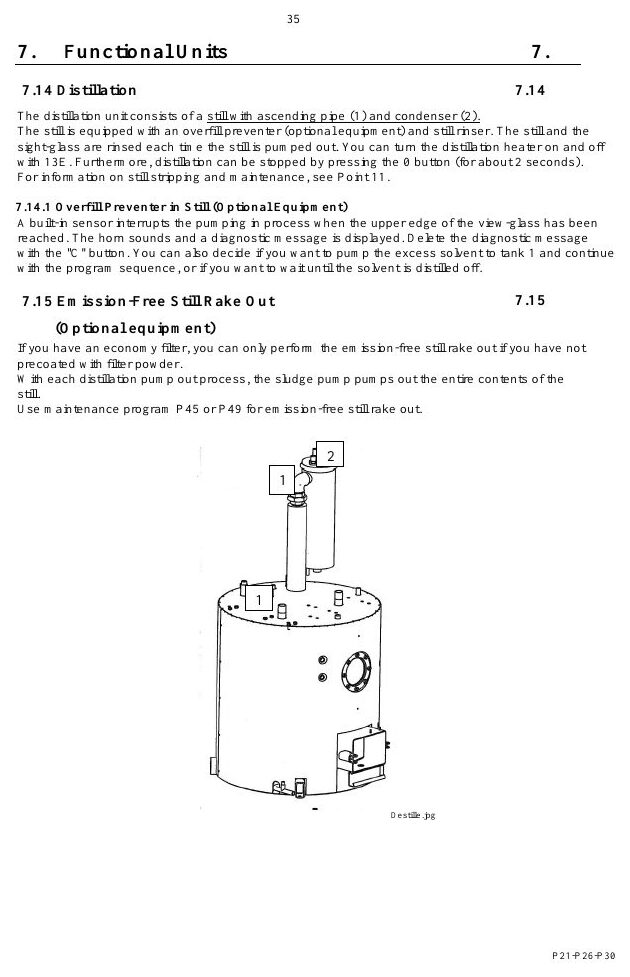 35
7. Functional Units 7.
7.14 Distillation 7.14
The distillation unit consists of a still with ascending pipe (1) and condenser (2).
The still is equipped with an overfill preventer (optional equipment) and still rinser. The still and the
sight-glass are rinsed each time the still is pumped out. You can turn the distillation heater on and off
with 13E. Furthermore, distillation can be stopped by pressing the 0 button (for about 2 seconds).
For information on still stripping and maintenance, see Point 11.
7.14.1 Overfill Preventer in Still (Optional Equipment)
A built-in sensor interrupts the pumping in process when the upper edge of the view-glass has been
reached. The horn sounds and a diagnostic message is displayed. Delete the diagnostic message
with the "C" button. You can also decide if you want to pump the excess solvent to tank 1 and continue
with the program sequence, or if you want to wait until the solvent is distilled off.
7.15 Emission-Free Still Rake Out 7.15
(Optional equipment)
If you have an economy filter, you can only perform the emission-free still rake out if you have not
precoated with filter powder.
With each distillation pump out process, the sludge pump pumps out the entire contents of the
still.
Use maintenance program P45 or P49 for emission-free still rake out.
2
1
1
Destille.jpg
P21-P26-P30